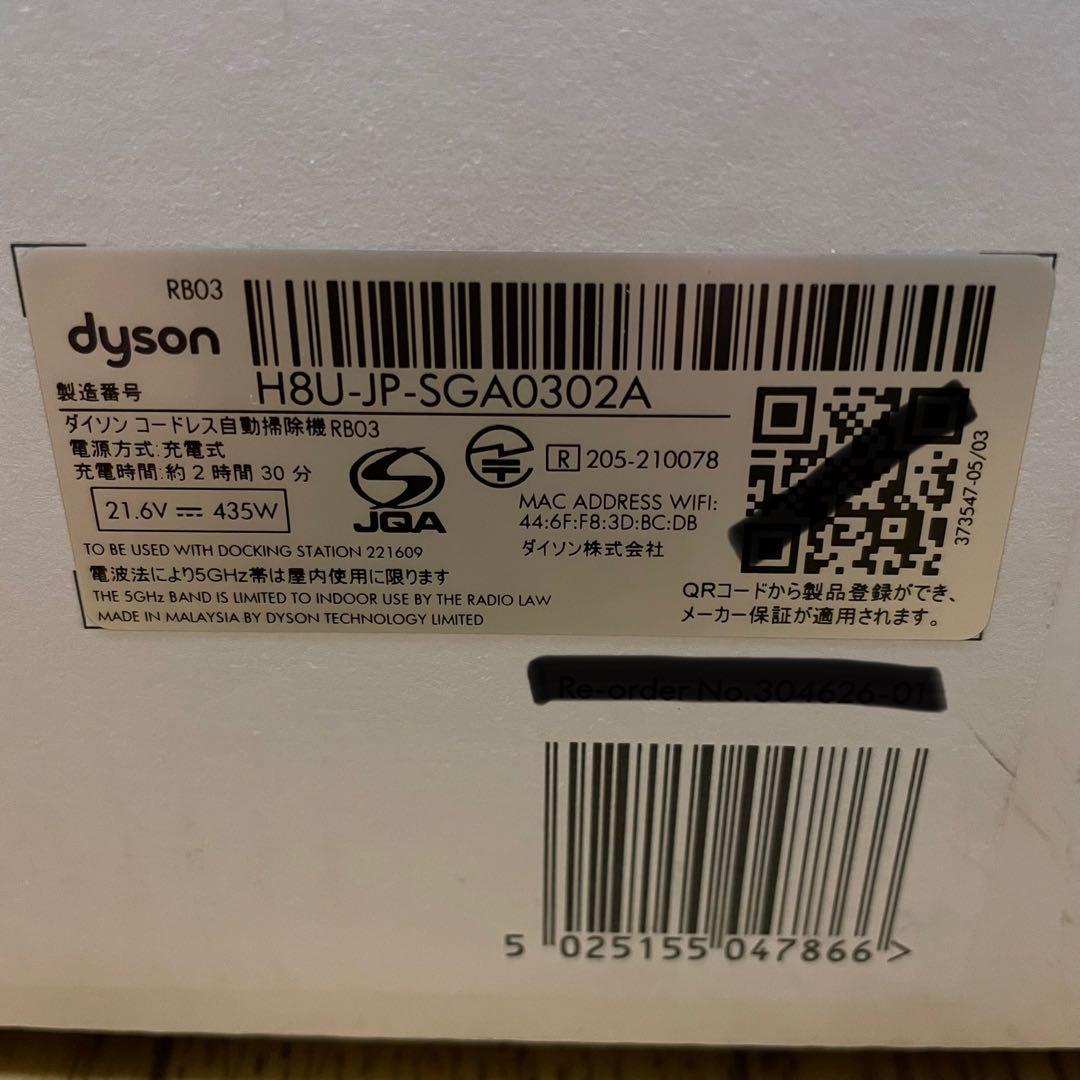 RB03
dyson
製造番号
H8U-JP-SGA0302A
ダイソン コードレス自動掃除機 RB03
電源方式:充電式
充電時間:約2時間30分
21.6V ⎓ 435W
JQA
R 205-210078
MAC ADDRESS WIFI:
44:6F:F8:3D:BC:DB
ダイソン株式会社
TO BE USED WITH DOCKING STATION 221609
電波法により5GHz帯は屋内使用に限ります
THE 5GHz BAND IS LIMITED TO INDOOR USE BY THE RADIO LAW
MADE IN MALAYSIA BY DYSON TECHNOLOGY LIMITED
373547-05/03
QRコードから製品登録ができ、
メーカー保証が適用されます。
Re-order No.304626-01
5 025155 047866 >